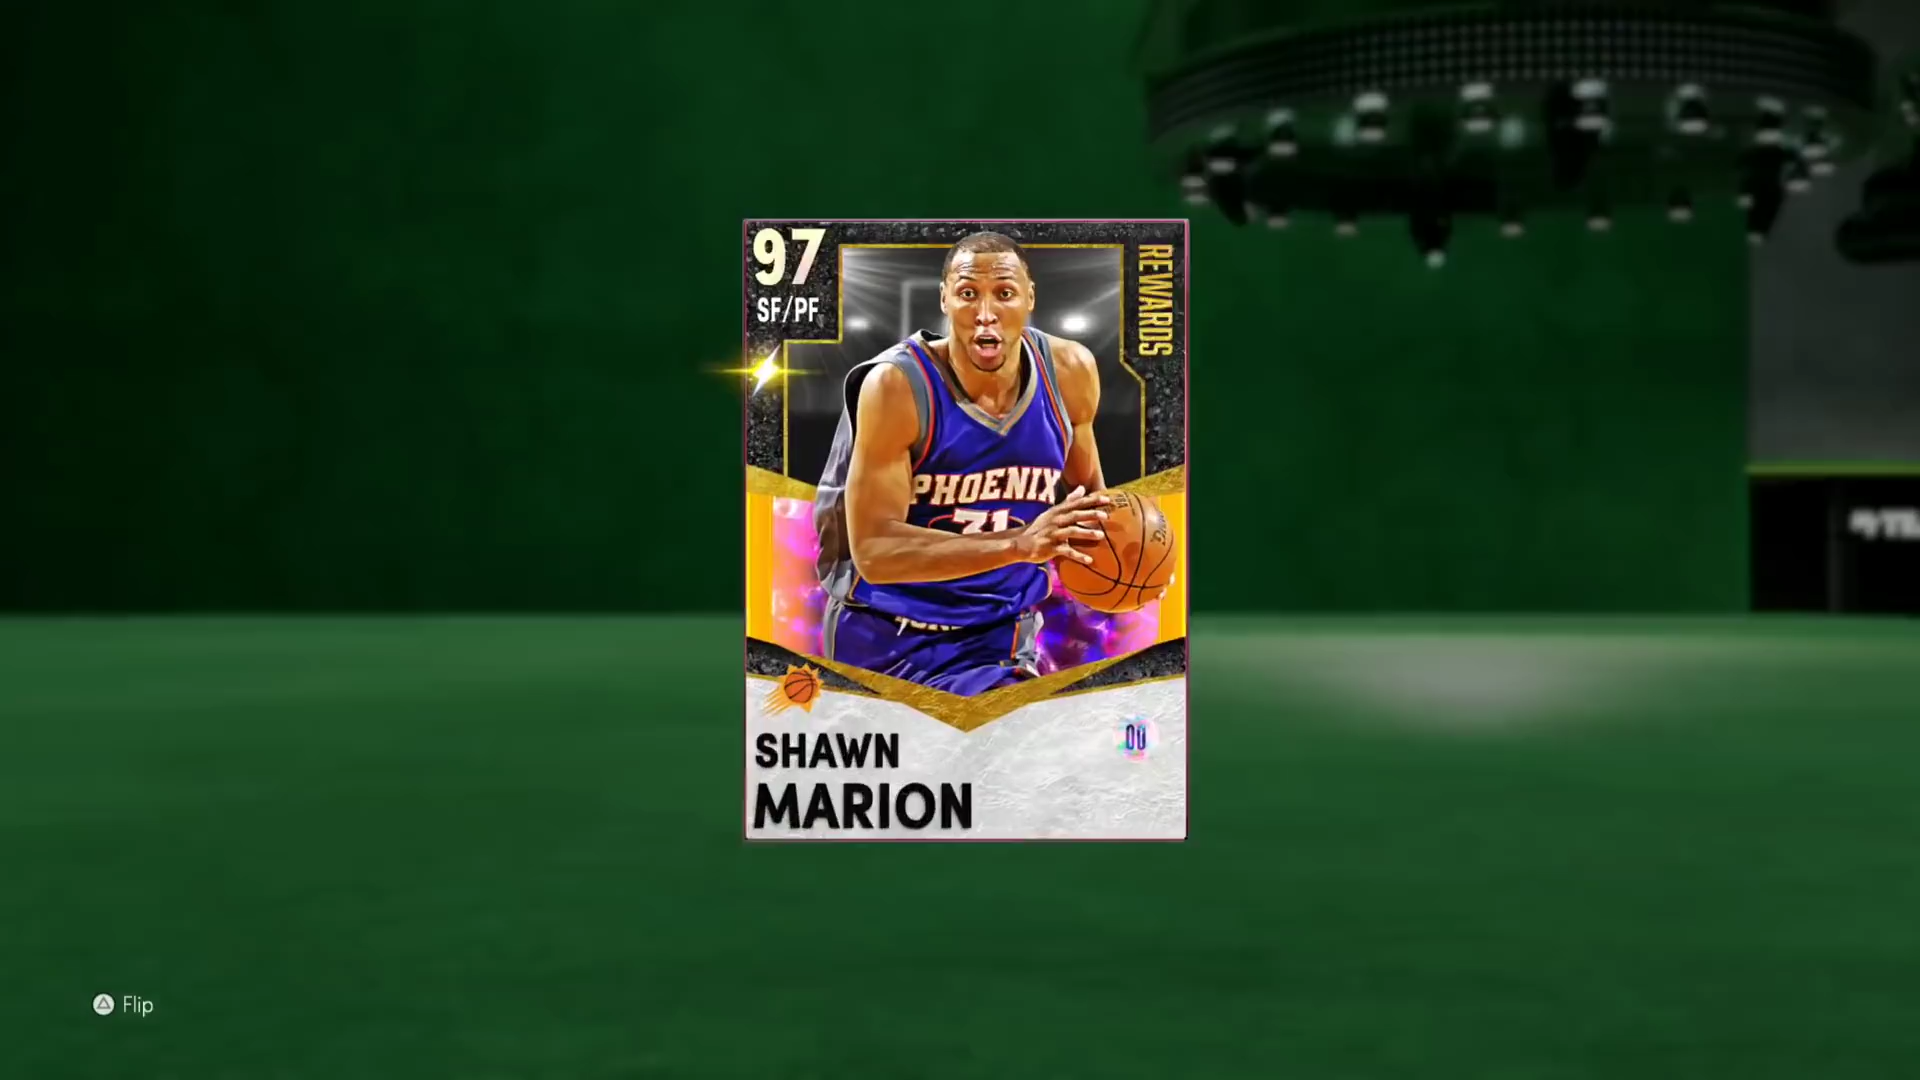 97
SF/PF
REWARDS
PHOENIX
31
00
SHAWN
MARION
Flip